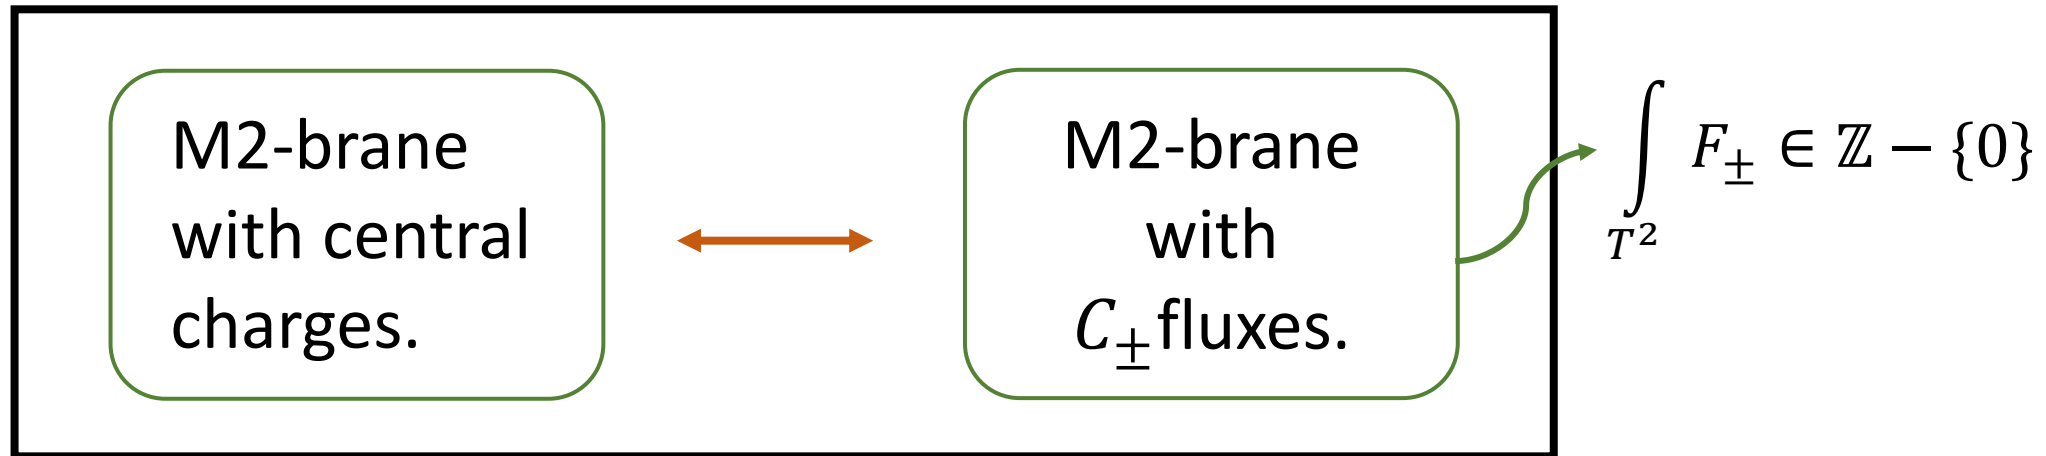 M2-brane
with central
charges.
M2-brane
with
C± fluxes.
∫_{T²} F± ∈ ℤ − {0}